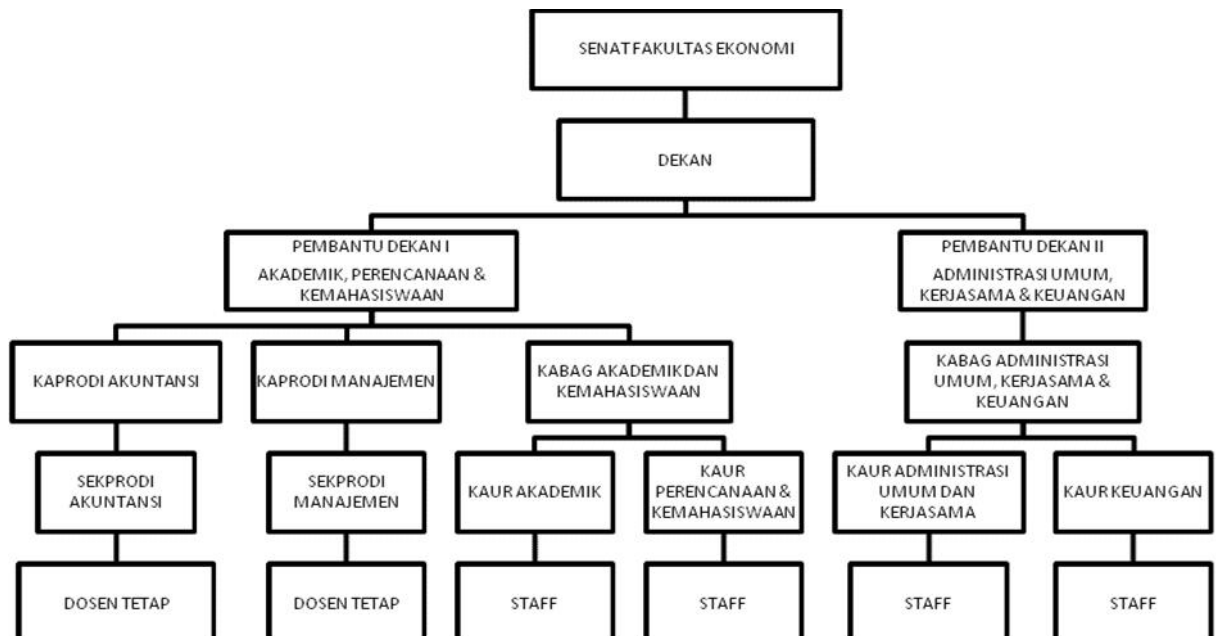 SENAT FAKULTAS EKONOMI
DEKAN
PEMBANTU DEKAN I
AKADEMIK, PERENCANAAN &
KEMAHASISWAAN
PEMBANTU DEKAN II
ADMINISTRASI UMUM,
KERJASAMA & KEUANGAN
KAPRODI AKUNTANSI
KAPRODI MANAJEMEN
KABAG AKADEMIK DAN
KEMAHASISWAAN
KABAG ADMINISTRASI
UMUM, KERJASAMA &
KEUANGAN
SEKPRODI
AKUNTANSI
SEKPRODI
MANAJEMEN
KAUR AKADEMIK
KAUR
PERENCANAAN &
KEMAHASISWAAN
KAUR ADMINISTRASI
UMUM DAN
KERJASAMA
KAUR KEUANGAN
DOSEN TETAP
DOSEN TETAP
STAFF
STAFF
STAFF
STAFF